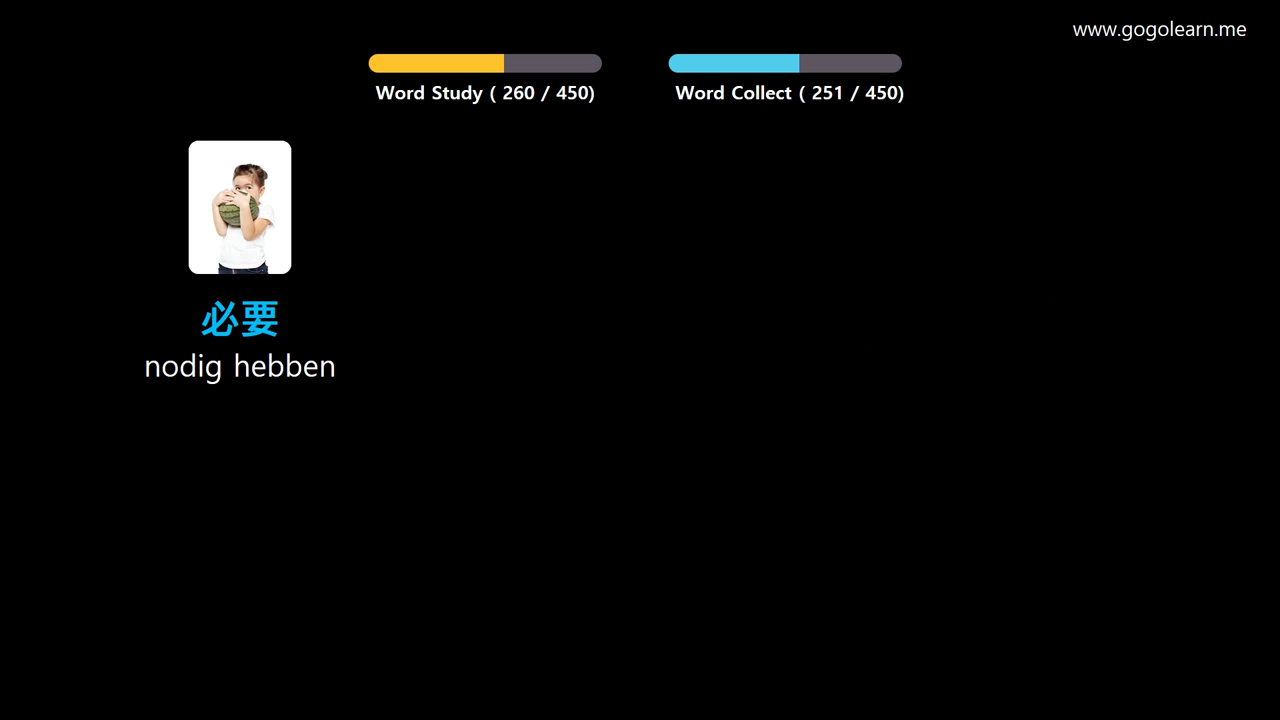 www.gogolearn.me
Word Study ( 260 / 450)
Word Collect ( 251 / 450)
必要
nodig hebben